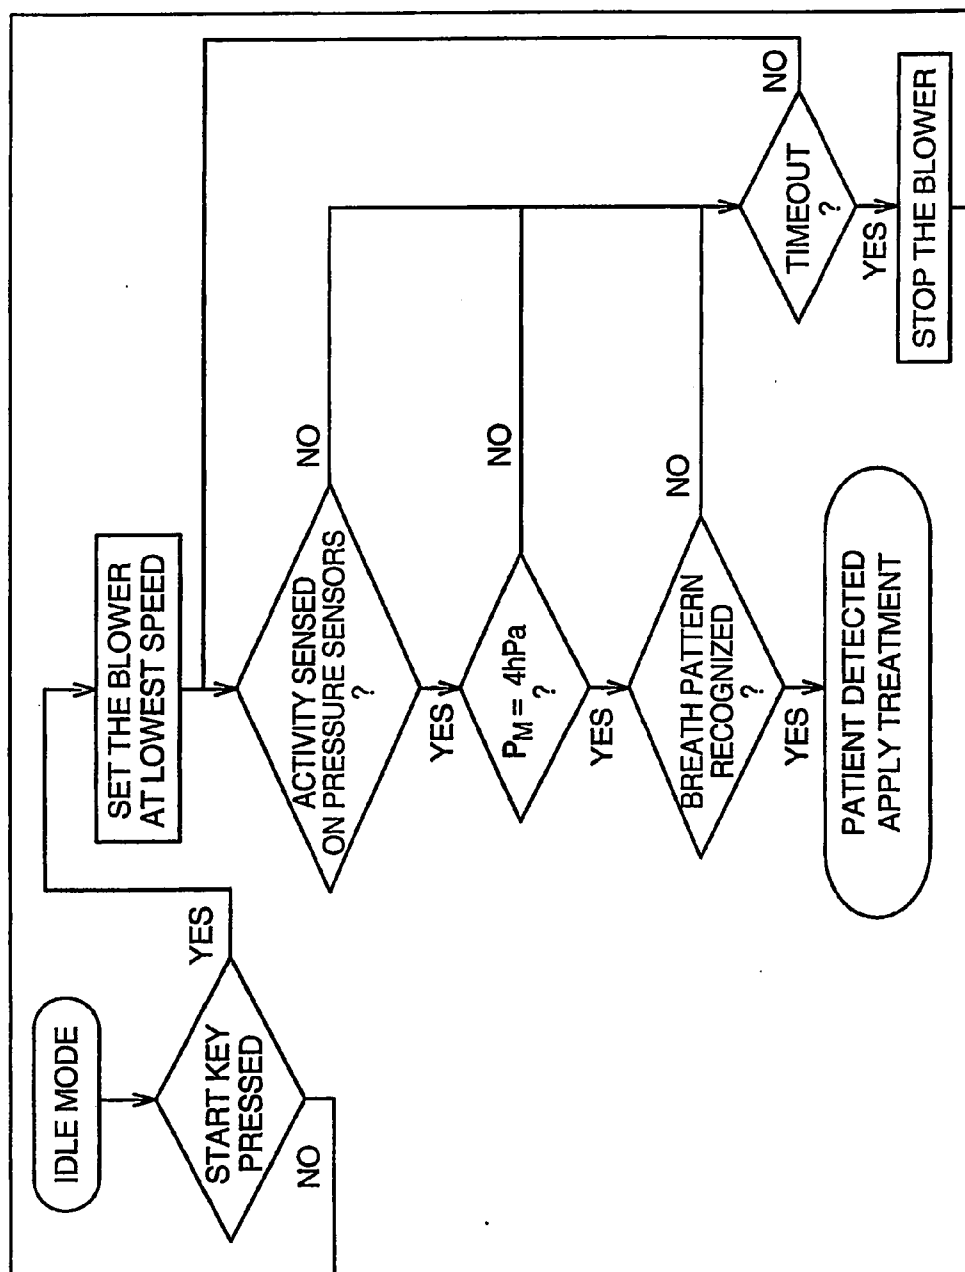 IDLE MODE
START KEY
PRESSED
YES
NO
SET THE BLOWER
AT LOWEST SPEED
ACTIVITY SENSED
ON PRESSURE SENSORS
?
NO
YES
PM = 4hPa
?
NO
YES
BREATH PATTERN
RECOGNIZED
?
NO
YES
PATIENT DETECTED
APPLY TREATMENT
TIMEOUT
?
NO
YES
STOP THE BLOWER